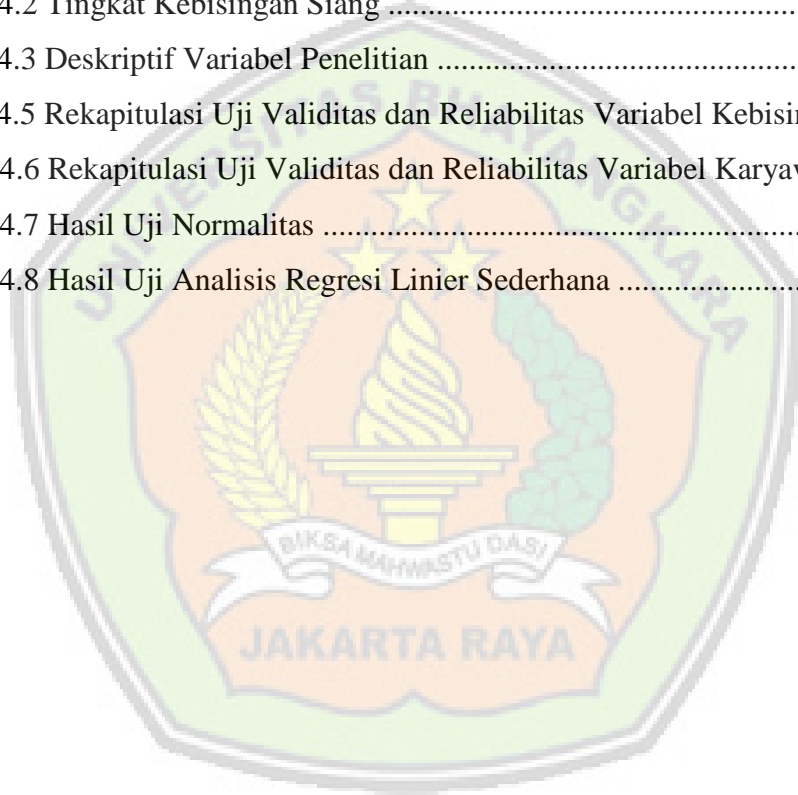 4.2 Tingkat Kebisingan Siang ........................................................
4.3 Deskriptif Variabel Penelitian ................................................
4.5 Rekapitulasi Uji Validitas dan Reliabilitas Variabel
4.6 Rekapitulasi Uji Validitas dan Reliabilitas Variabel
4.7 Hasil Uji Normalitas ..................................................................
4.8 Hasil Uji Analisis Regresi Linier Sederhana ......................
UNIVERSITAS BHAYANGKARA
BIKSA MAHWASTU DASI
JAKARTA RAYA